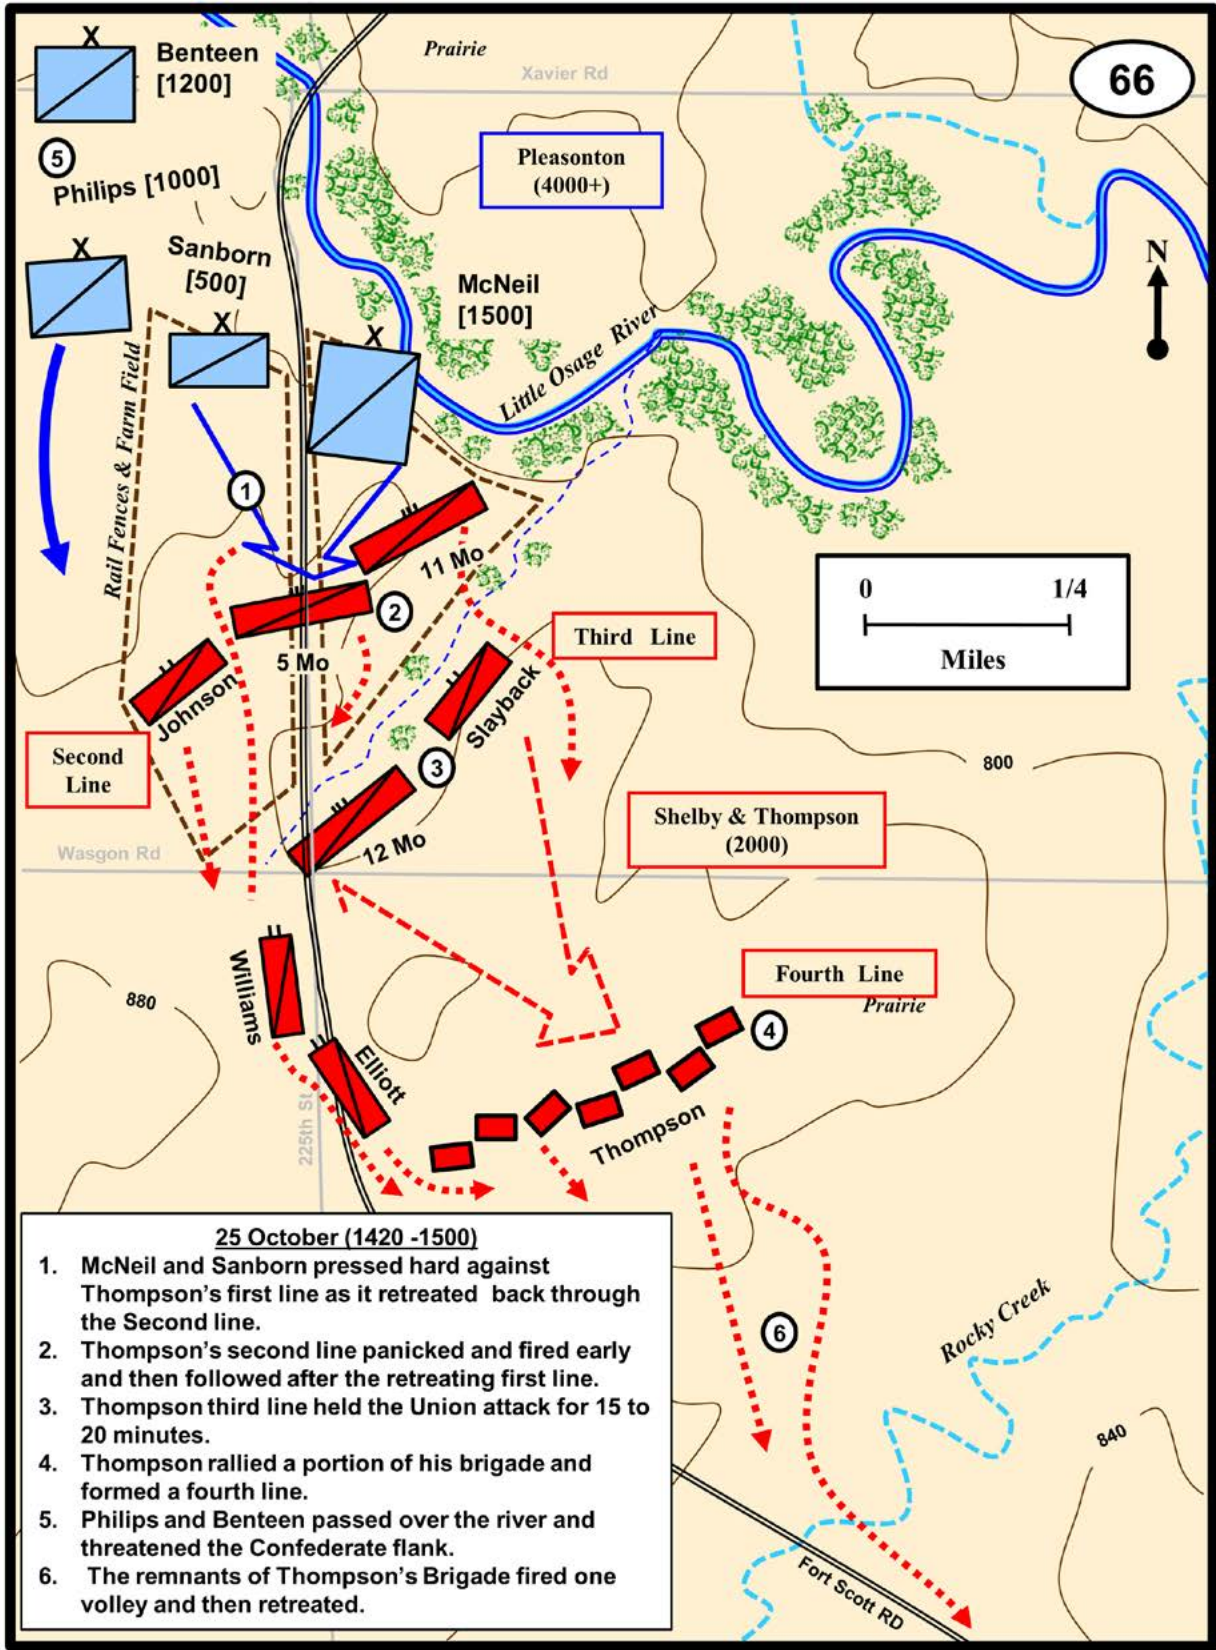 X
Benteen
[1200]
Prairie
Xavier Rd
66
5
Philips [1000]
Pleasonton
(4000+)
X
Sanborn
[500]
X
McNeil
[1500]
X
N
Little Osage River
Rail Fences & Farm Field
1
11 Mo
2
5 Mo
Johnson
Third Line
0 1/4
Miles
Slayback
Second
Line
3
800
12 Mo
Shelby & Thompson
(2000)
Wasgon Rd
Williams
880
Fourth Line
Prairie
4
Elliott
Thompson
225th St
6
Rocky Creek
840
Fort Scott RD
25 October (1420 -1500)
1. McNeil and Sanborn pressed hard against
Thompson's first line as it retreated back through
the Second line.
2. Thompson's second line panicked and fired early
and then followed after the retreating first line.
3. Thompson third line held the Union attack for 15 to
20 minutes.
4. Thompson rallied a portion of his brigade and
formed a fourth line.
5. Philips and Benteen passed over the river and
threatened the Confederate flank.
6. The remnants of Thompson's Brigade fired one
volley and then retreated.